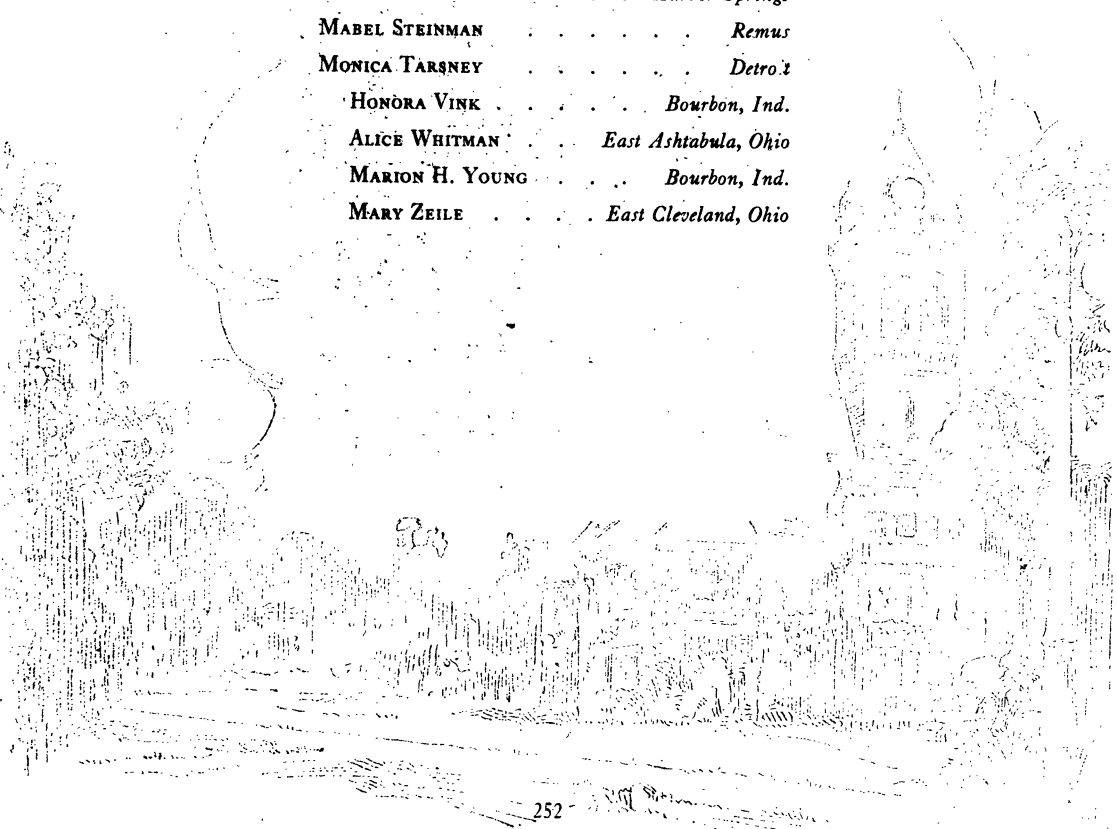 Springs
MABEL STEINMAN . . . . . . Remus
MONICA TARSNEY . . . . . . Detroit
HONORA VINK . . . . . . Bourbon, Ind.
ALICE WHITMAN . . . East Ashtabula, Ohio
MARION H. YOUNG . . . . Bourbon, Ind.
MARY ZEILE . . . . East Cleveland, Ohio
252